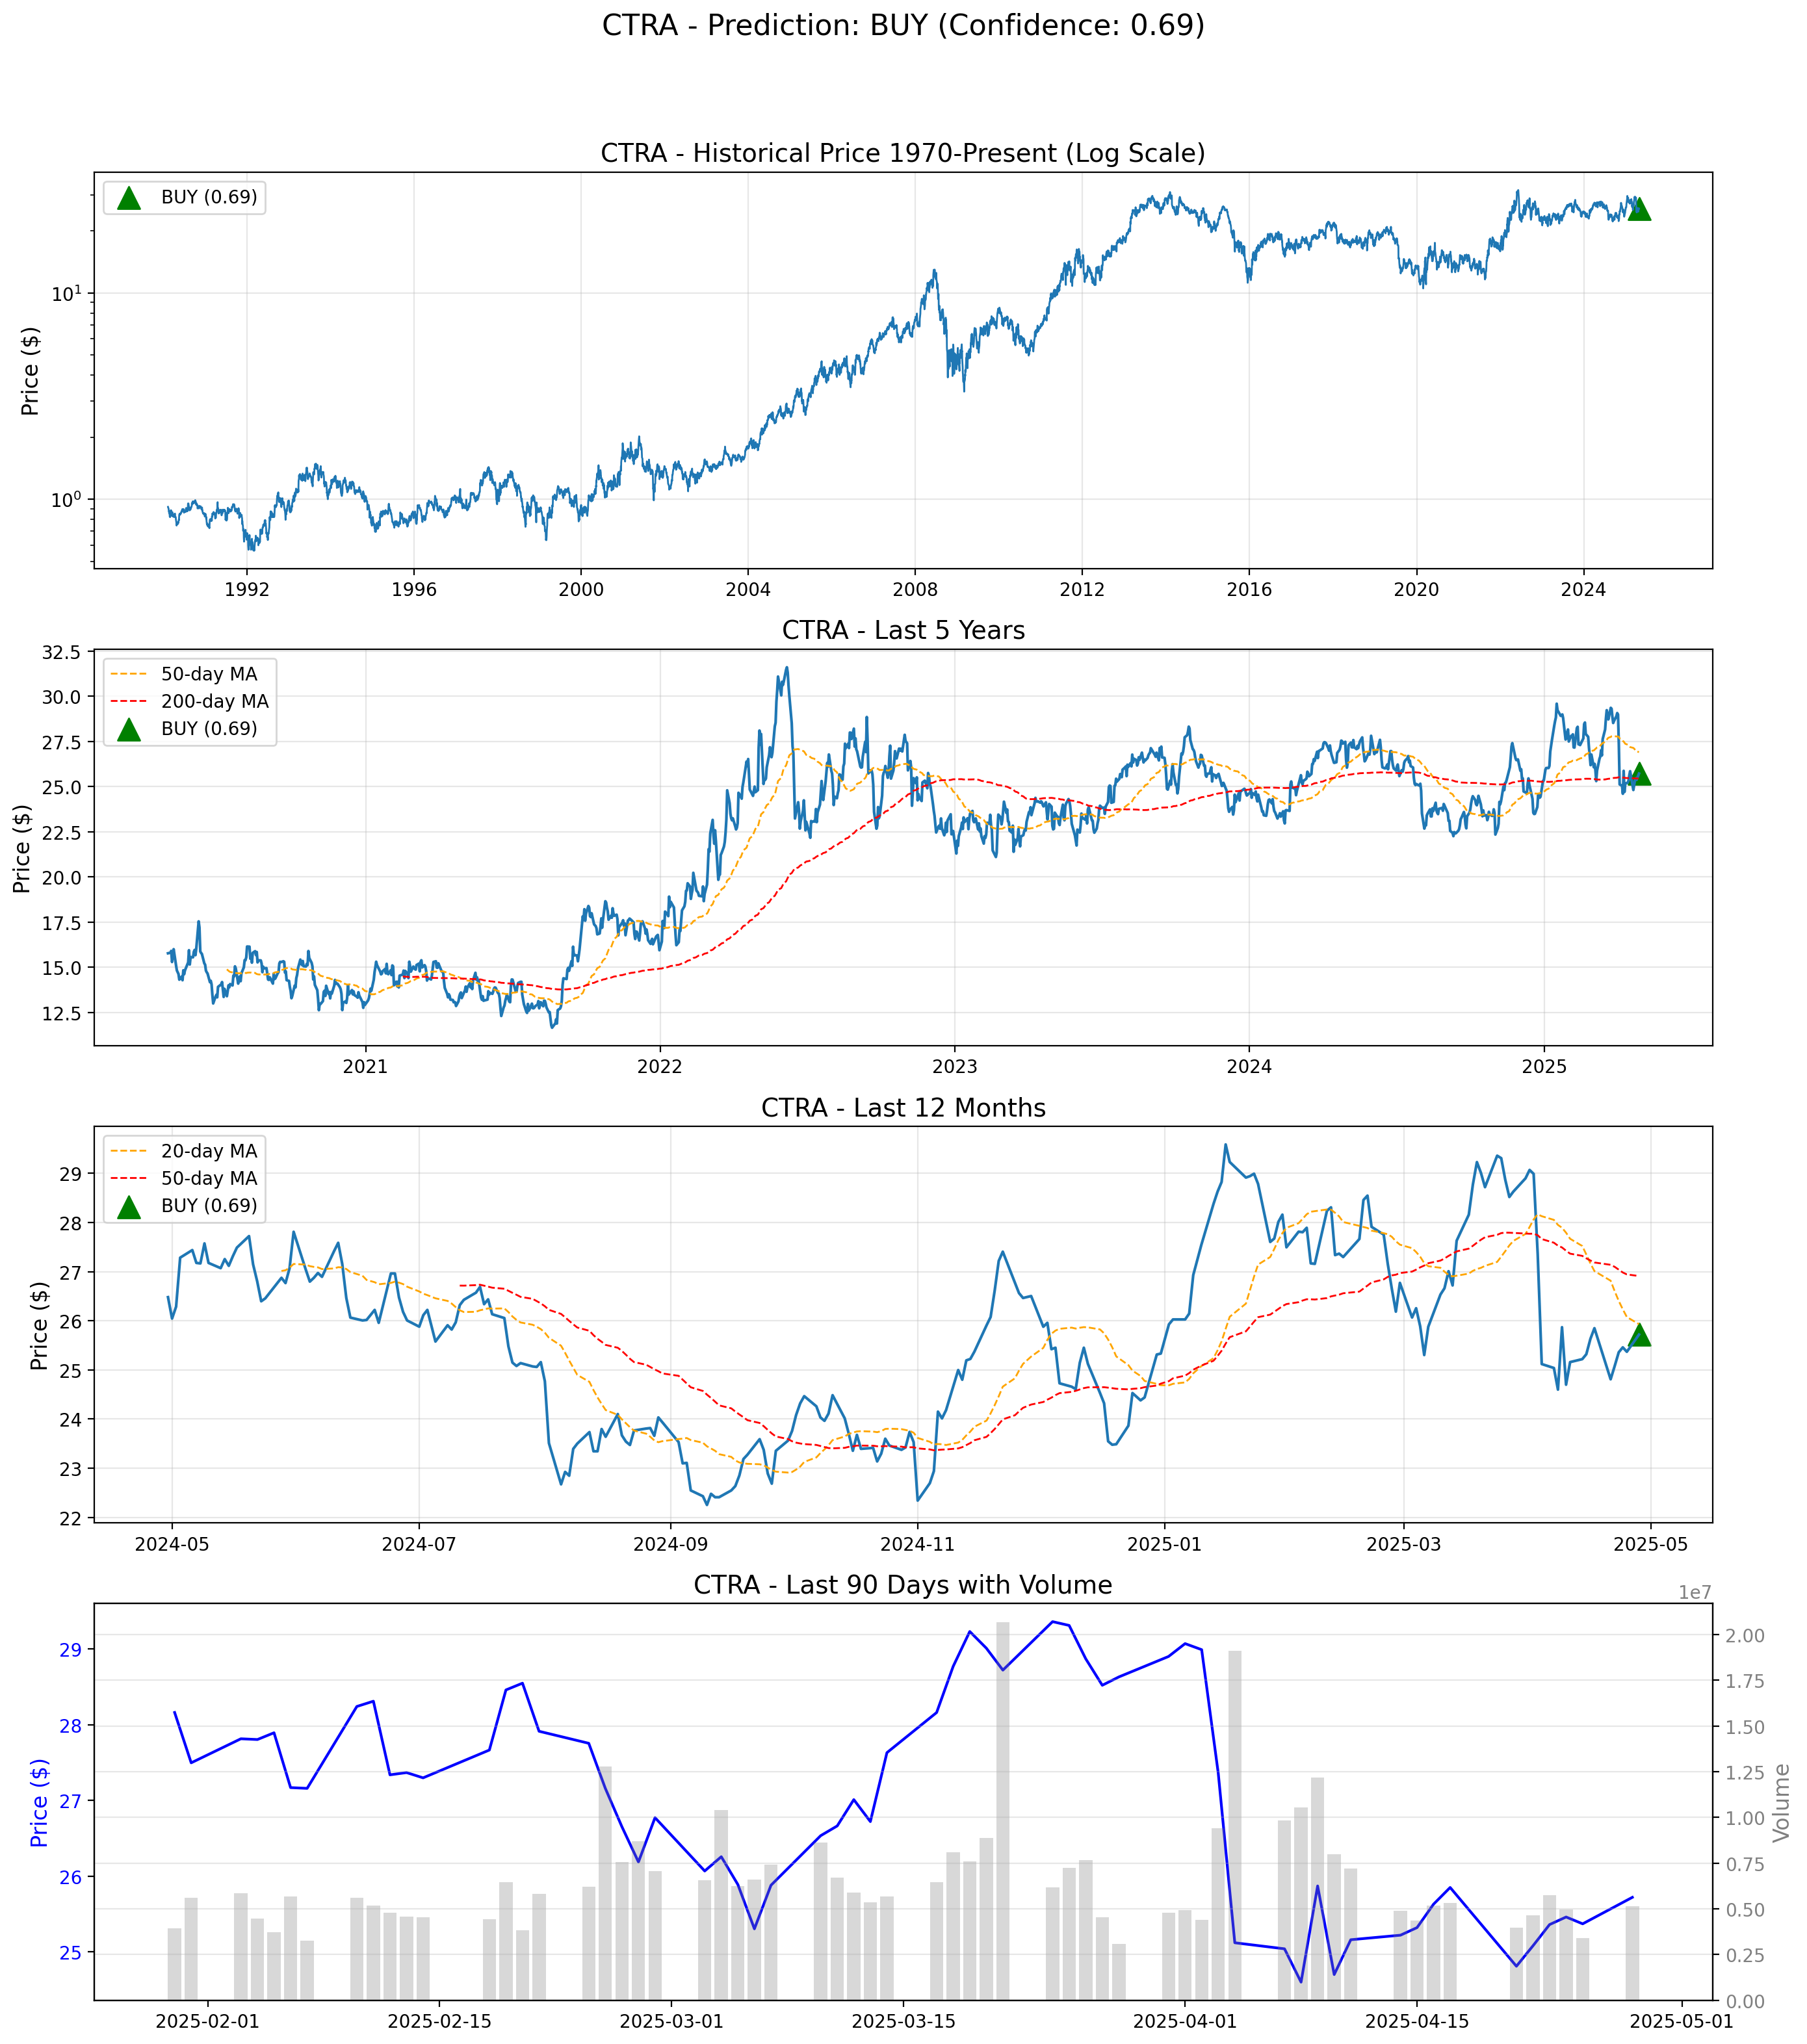 CTRA - Prediction: BUY (Confidence: 0.69)
CTRA - Historical Price 1970-Present (Log Scale)
BUY (0.69)
Price ($)
10¹
10⁰
1992 1996 2000 2004 2008 2012 2016 2020 2024
CTRA - Last 5 Years
50-day MA
200-day MA
BUY (0.69)
Price ($)
32.5
30.0
27.5
25.0
22.5
20.0
17.5
15.0
12.5
2021 2022 2023 2024 2025
CTRA - Last 12 Months
20-day MA
50-day MA
BUY (0.69)
Price ($)
29
28
27
26
25
24
23
22
2024-05 2024-07 2024-09 2024-11 2025-01 2025-03 2025-05
CTRA - Last 90 Days with Volume
1e7
Price ($)
29
28
27
26
25
2.00
1.75
1.50
1.25
1.00
0.75
0.50
0.25
0.00
Volume
2025-02-01 2025-02-15 2025-03-01 2025-03-15 2025-04-01 2025-04-15 2025-05-01